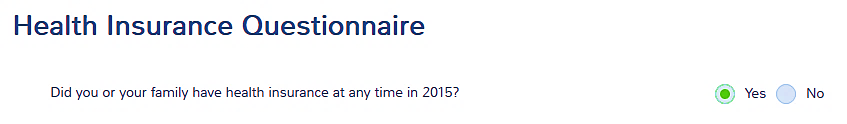 Health Insurance Questionnaire
Did you or your family have health insurance at any time in 2015? Yes No